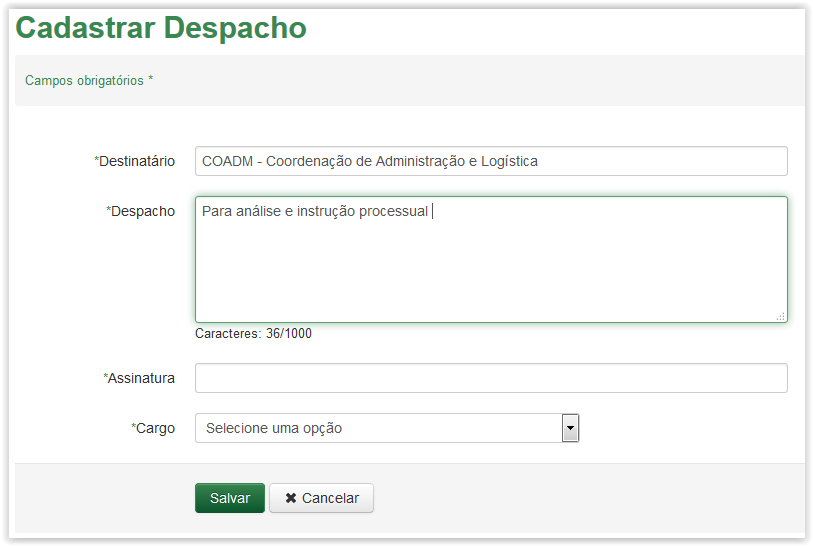 Cadastrar Despacho
Campos obrigatórios *
*Destinatário
COADM - Coordenação de Administração e Logística
*Despacho
Para análise e instrução processual
Caracteres: 36/1000
*Assinatura
*Cargo
Selecione uma opção
Salvar
✖ Cancelar